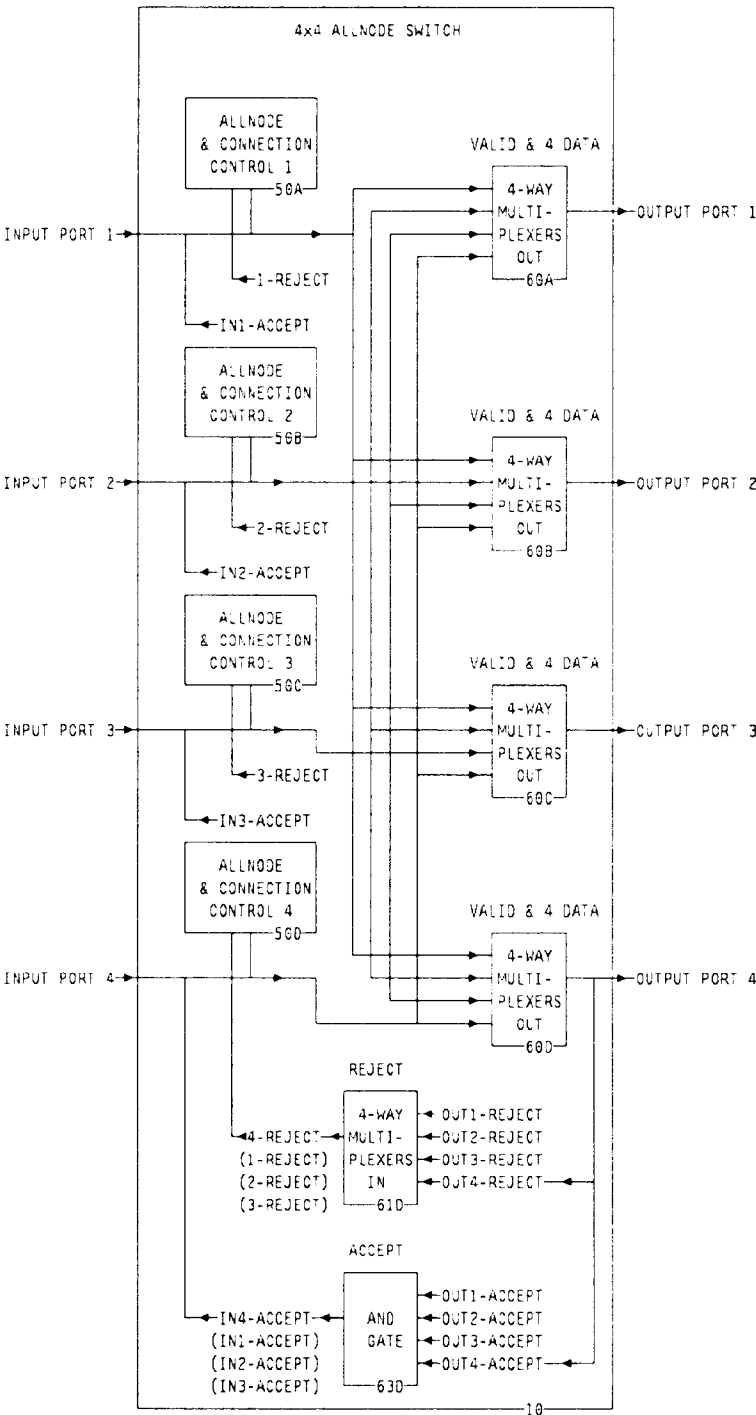 4x4 ALLNODE SWITCH
ALLNODE
& CONNECTION
CONTROL 1
50A
VALID & 4 DATA
4-WAY
MULTI-
PLEXERS
OUT
60A
INPUT PORT 1
OUTPUT PORT 1
1-REJECT
IN1-ACCEPT
ALLNODE
& CONNECTION
CONTROL 2
50B
VALID & 4 DATA
4-WAY
MULTI-
PLEXERS
OUT
60B
INPUT PORT 2
OUTPUT PORT 2
2-REJECT
IN2-ACCEPT
ALLNODE
& CONNECTION
CONTROL 3
50C
VALID & 4 DATA
4-WAY
MULTI-
PLEXERS
OUT
60C
INPUT PORT 3
OUTPUT PORT 3
3-REJECT
IN3-ACCEPT
ALLNODE
& CONNECTION
CONTROL 4
50D
VALID & 4 DATA
4-WAY
MULTI-
PLEXERS
OUT
60D
INPUT PORT 4
OUTPUT PORT 4
REJECT
4-WAY
MULTI-
PLEXERS
IN
61D
4-REJECT
(1-REJECT)
(2-REJECT)
(3-REJECT)
OUT1-REJECT
OUT2-REJECT
OUT3-REJECT
OUT4-REJECT
ACCEPT
AND
GATE
63D
IN4-ACCEPT
(IN1-ACCEPT)
(IN2-ACCEPT)
(IN3-ACCEPT)
OUT1-ACCEPT
OUT2-ACCEPT
OUT3-ACCEPT
OUT4-ACCEPT
10